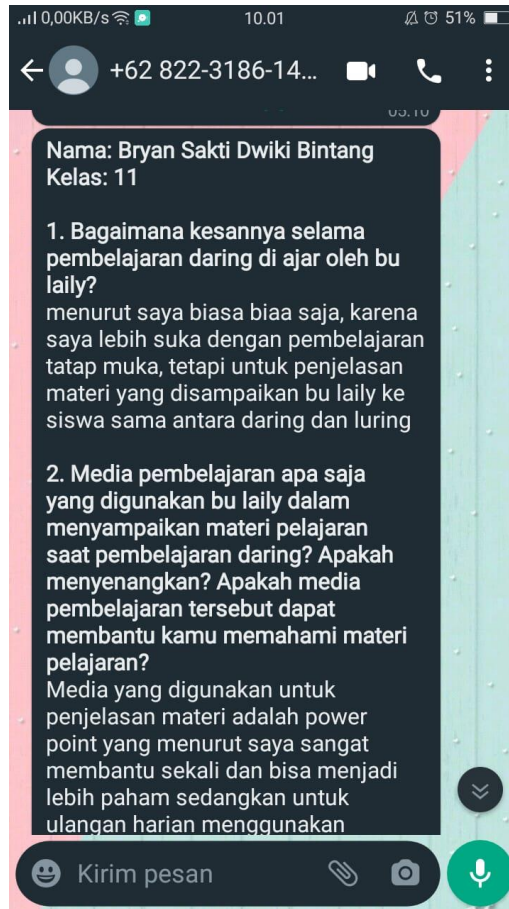 0,00KB/s 10.01 51%
+62 822-3186-14...
05.10
Nama: Bryan Sakti Dwiki Bintang
Kelas: 11
1. Bagaimana kesannya selama
pembelajaran daring di ajar oleh bu
laily?
menurut saya biasa biaa saja, karena
saya lebih suka dengan pembelajaran
tatap muka, tetapi untuk penjelasan
materi yang disampaikan bu laily ke
siswa sama antara daring dan luring
2. Media pembelajaran apa saja
yang digunakan bu laily dalam
menyampaikan materi pelajaran
saat pembelajaran daring? Apakah
menyenangkan? Apakah media
pembelajaran tersebut dapat
membantu kamu memahami materi
pelajaran?
Media yang digunakan untuk
penjelasan materi adalah power
point yang menurut saya sangat
membantu sekali dan bisa menjadi
lebih paham sedangkan untuk
ulangan harian menggunakan
Kirim pesan